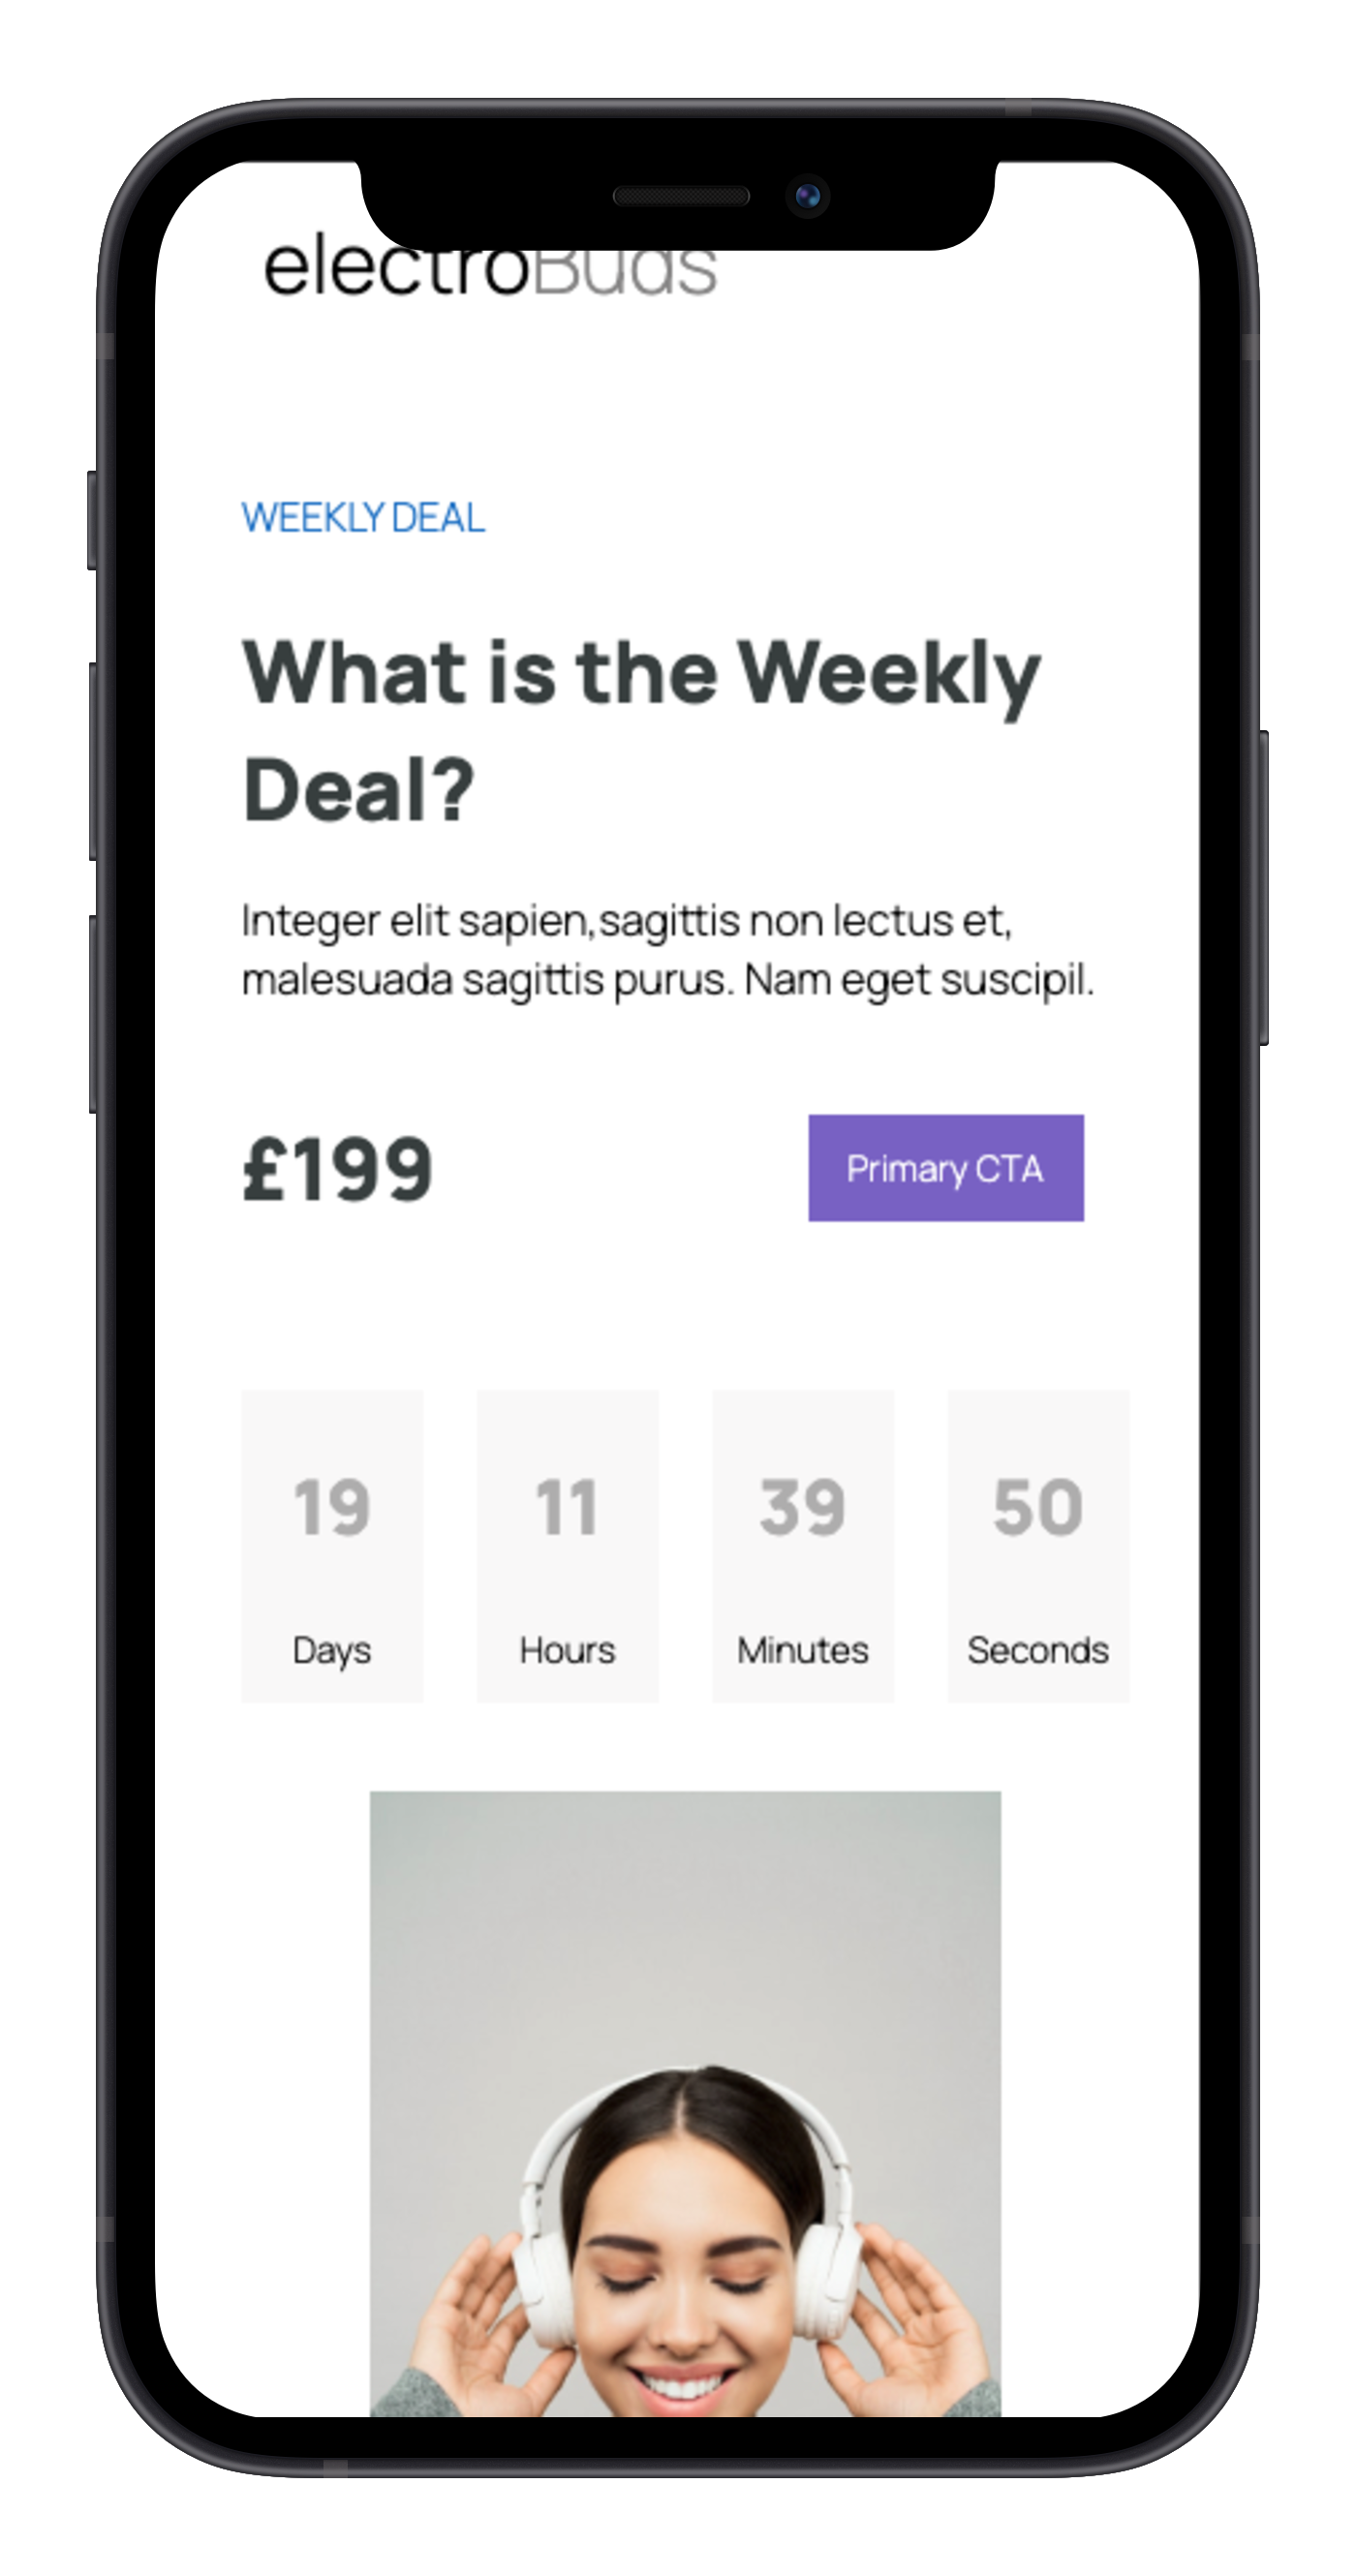 electroBuds
WEEKLY DEAL
What is the Weekly
Deal?
Integer elit sapien,sagittis non lectus et,
malesuada sagittis purus. Nam eget suscipil.
£199
Primary CTA
19
11
39
50
Days
Hours
Minutes
Seconds